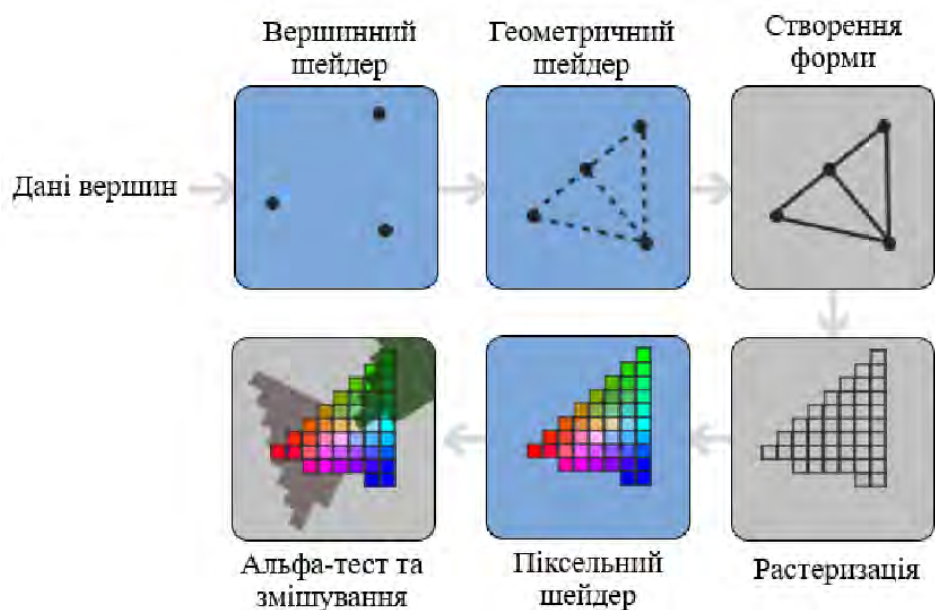 Вершинний
шейдер
Геометричний
шейдер
Створення
форми
Дані вершин
Альфа-тест та
змішування
Піксельний
шейдер
Растеризація